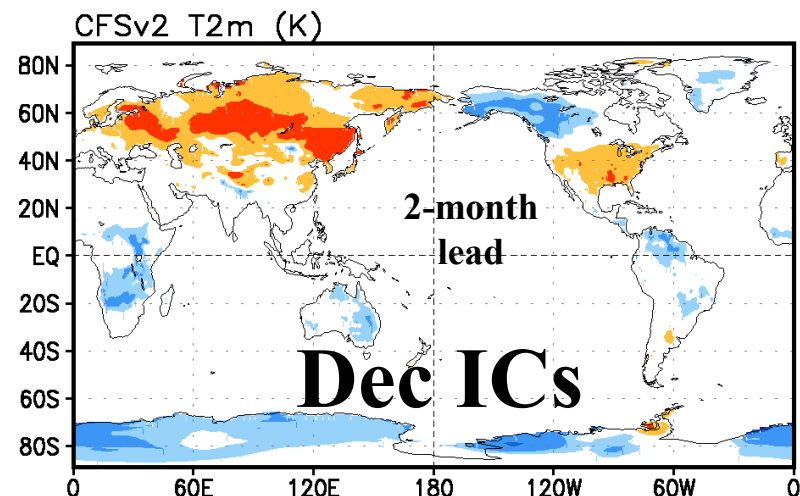 CFSv2 T2m (K)
80N
60N
40N
20N
EQ
20S
40S
60S
80S
2-month
lead
Dec ICs
0 60E 120E 180 120W 60W 0